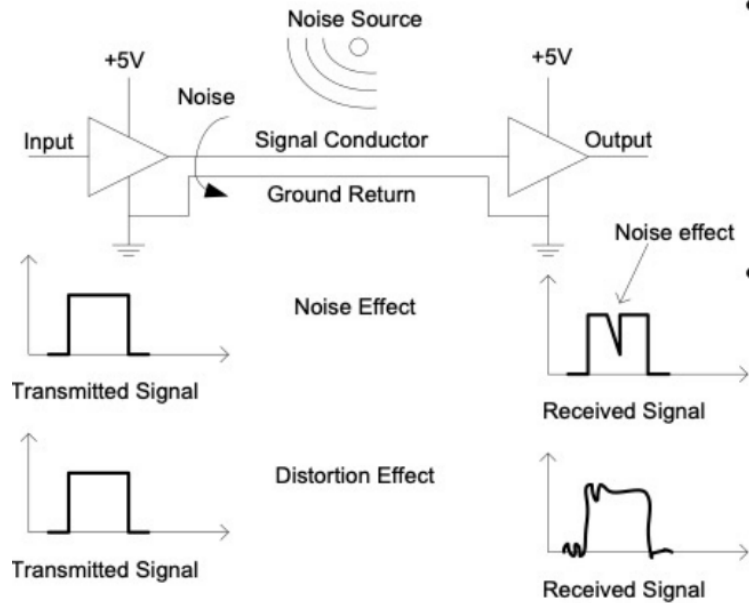 Noise Source
+5V
+5V
Noise
Input
Signal Conductor
Output
Ground Return
Noise effect
Noise Effect
Transmitted Signal
Received Signal
Distortion Effect
Transmitted Signal
Received Signal